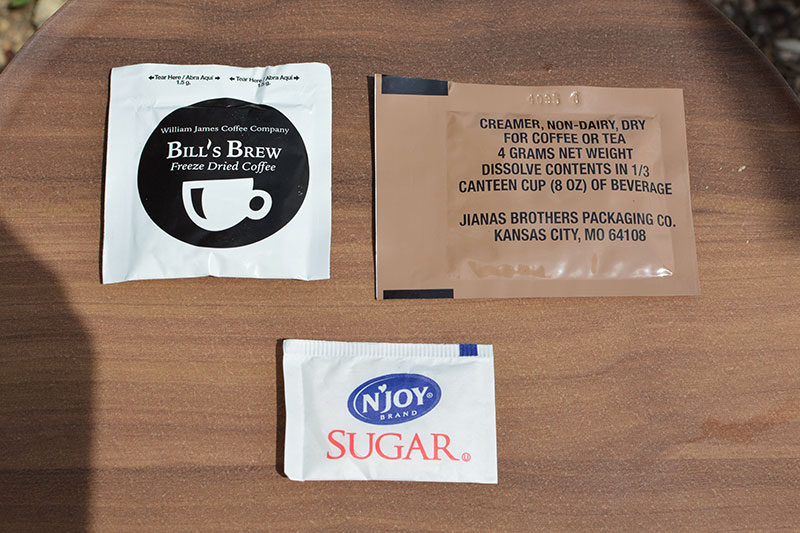 ←Tear Here / Abra Aqui→ ←Tear Here / Abra Aqui→
1.5 g. 1.5 g.
William James Coffee Company
BILL'S BREW
Freeze Dried Coffee
CREAMER, NON-DAIRY, DRY
FOR COFFEE OR TEA
4 GRAMS NET WEIGHT
DISSOLVE CONTENTS IN 1/3
CANTEEN CUP (8 OZ) OF BEVERAGE
JIANAS BROTHERS PACKAGING CO.
KANSAS CITY, MO 64108
N'JOY®
BRAND
SUGAR